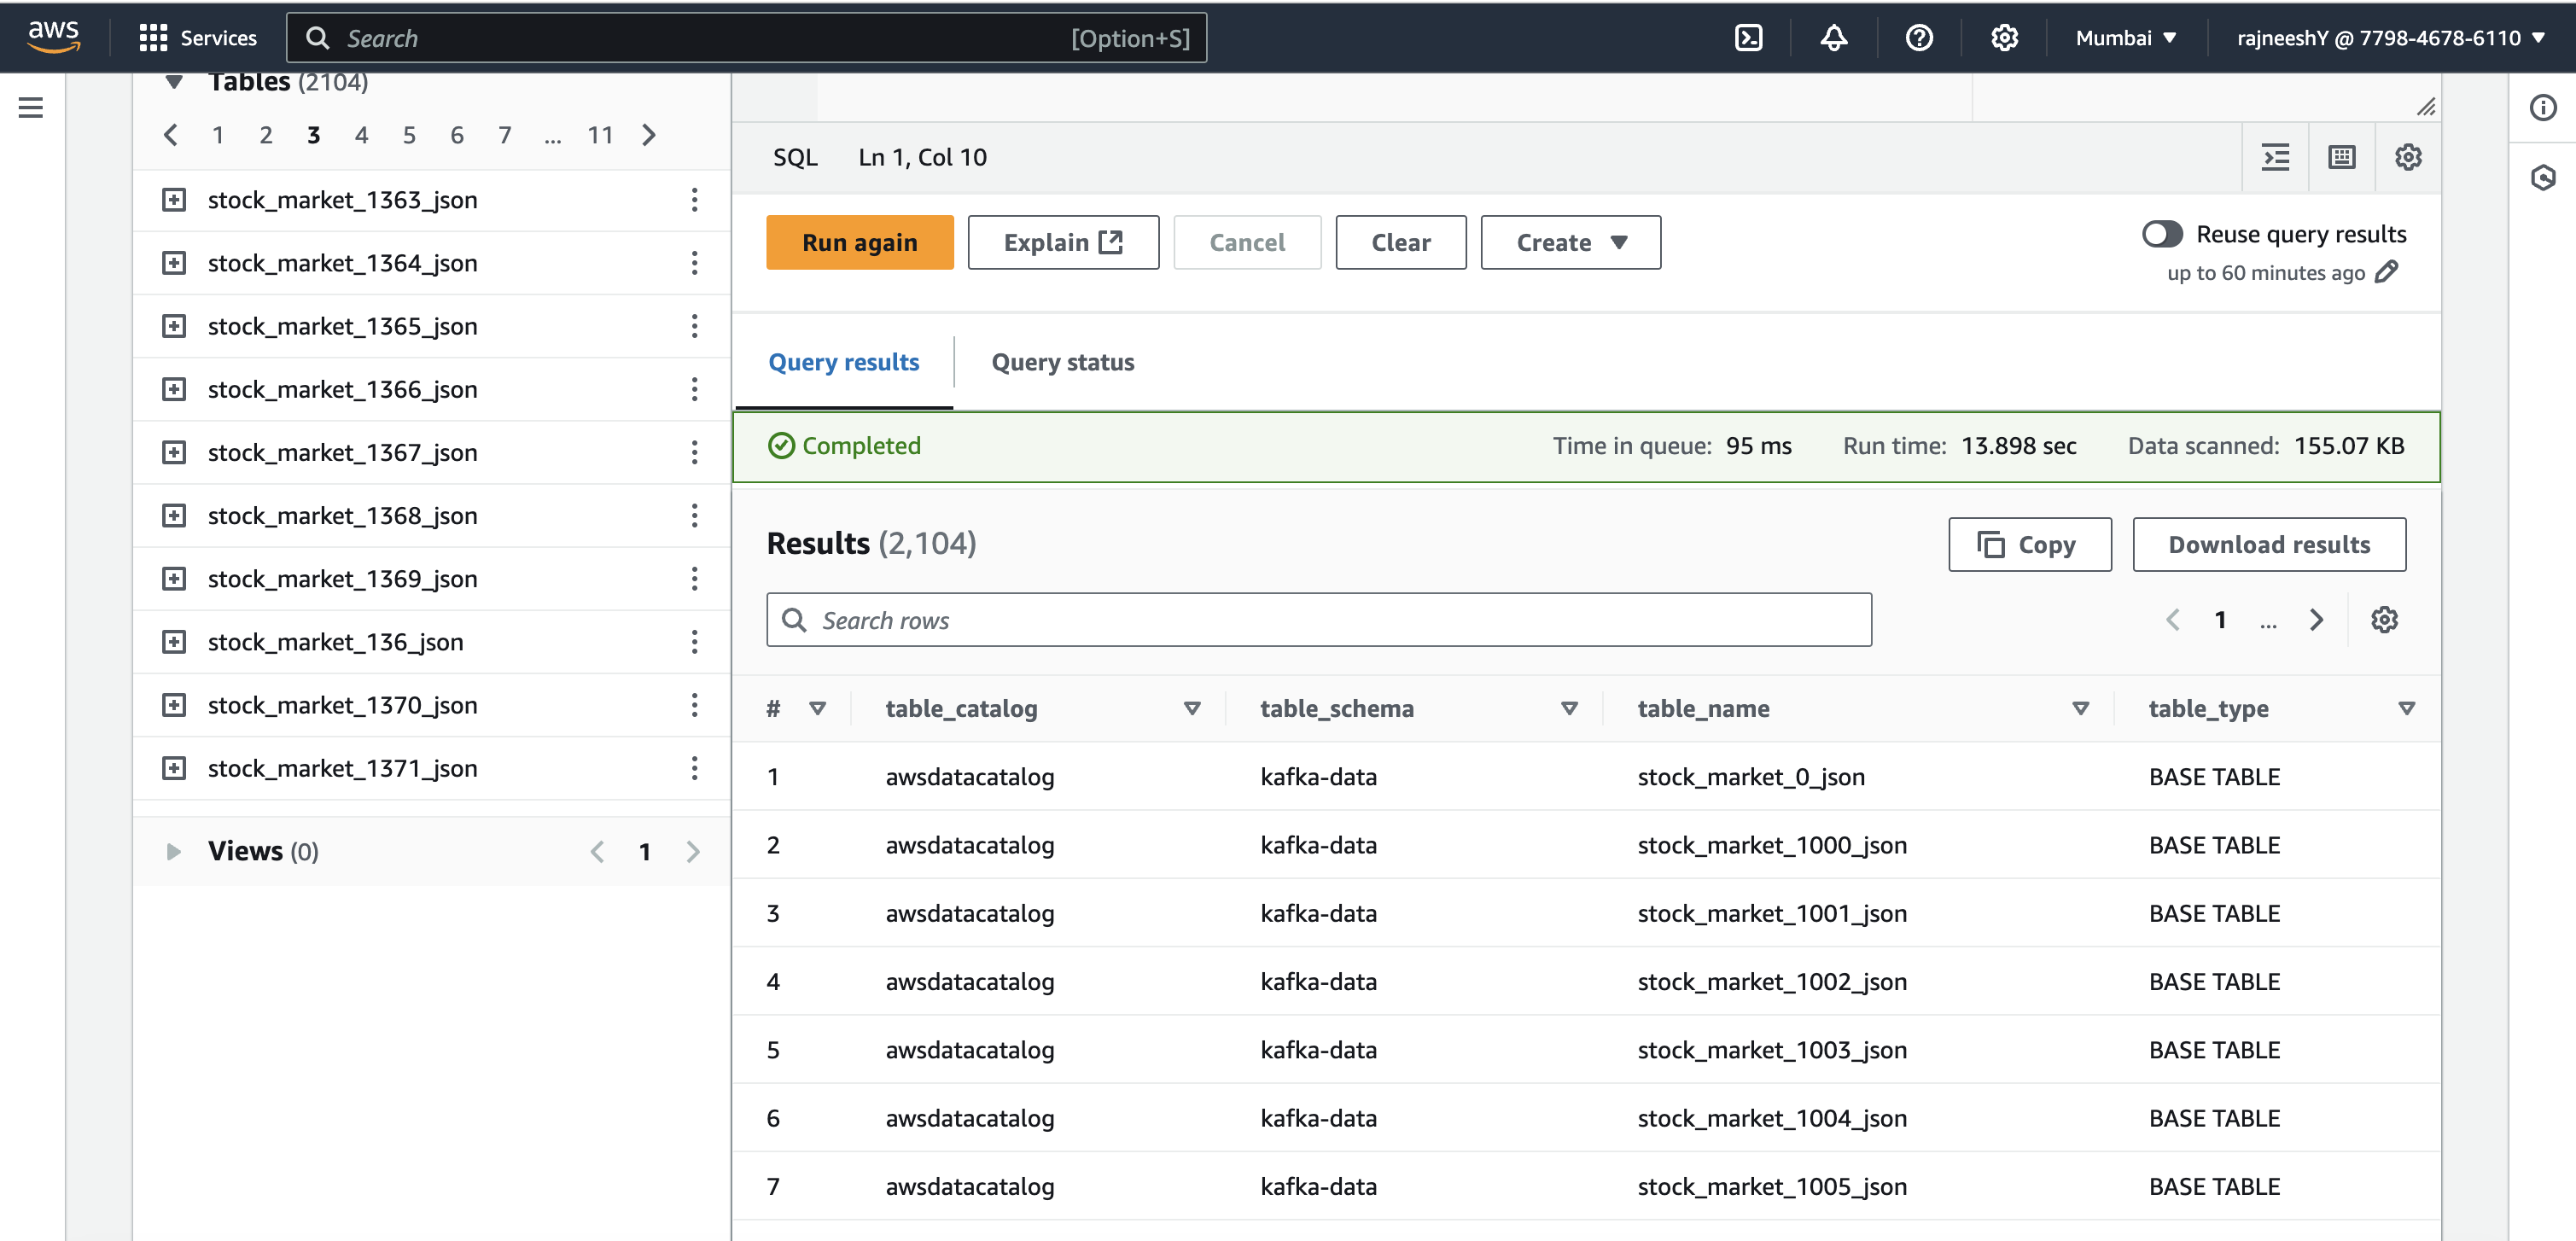 aws Services Search [Option+S] Mumbai rajneeshY @ 7798-4678-6110
Tables (2104)
1 2 3 4 5 6 7 ... 11
stock_market_1363_json
stock_market_1364_json
stock_market_1365_json
stock_market_1366_json
stock_market_1367_json
stock_market_1368_json
stock_market_1369_json
stock_market_136_json
stock_market_1370_json
stock_market_1371_json
Views (0) 1
SQL Ln 1, Col 10
Run again Explain Cancel Clear Create Reuse query results
up to 60 minutes ago
Query results Query status
Completed Time in queue: 95 ms Run time: 13.898 sec Data scanned: 155.07 KB
Results (2,104) Copy Download results
Search rows 1 ...
# table_catalog table_schema table_name table_type
1 awsdatacatalog kafka-data stock_market_0_json BASE TABLE
2 awsdatacatalog kafka-data stock_market_1000_json BASE TABLE
3 awsdatacatalog kafka-data stock_market_1001_json BASE TABLE
4 awsdatacatalog kafka-data stock_market_1002_json BASE TABLE
5 awsdatacatalog kafka-data stock_market_1003_json BASE TABLE
6 awsdatacatalog kafka-data stock_market_1004_json BASE TABLE
7 awsdatacatalog kafka-data stock_market_1005_json BASE TABLE